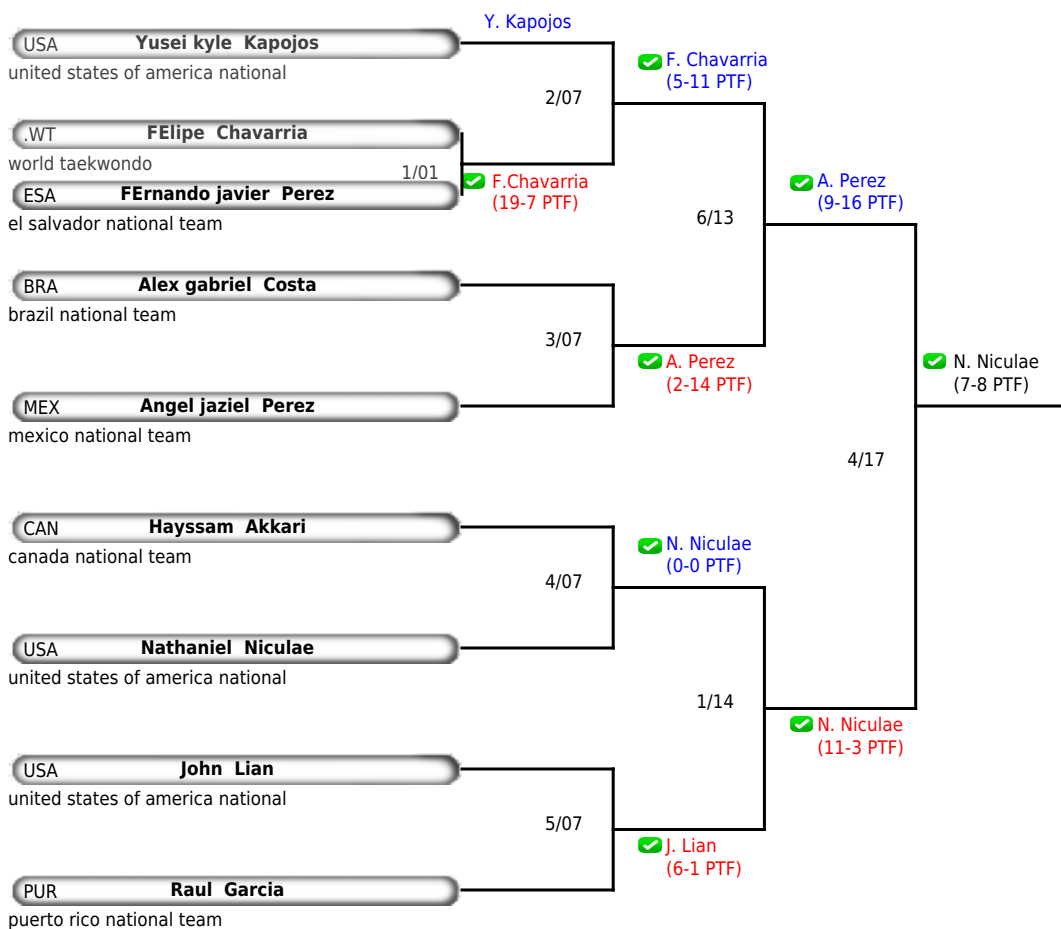 Y. Kapojos
USA Yusei kyle Kapojos
united states of america national
F. Chavarria
(5-11 PTF)
2/07
.WT FElipe Chavarria
world taekwondo
1/01
F.Chavarria
(19-7 PTF)
ESA FErnando javier Perez
el salvador national team
A. Perez
(9-16 PTF)
6/13
BRA Alex gabriel Costa
brazil national team
3/07
A. Perez
(2-14 PTF)
N. Niculae
(7-8 PTF)
MEX Angel jaziel Perez
mexico national team
4/17
CAN Hayssam Akkari
canada national team
N. Niculae
(0-0 PTF)
4/07
USA Nathaniel Niculae
united states of america national
1/14
N. Niculae
(11-3 PTF)
USA John Lian
united states of america national
5/07
J. Lian
(6-1 PTF)
PUR Raul Garcia
puerto rico national team